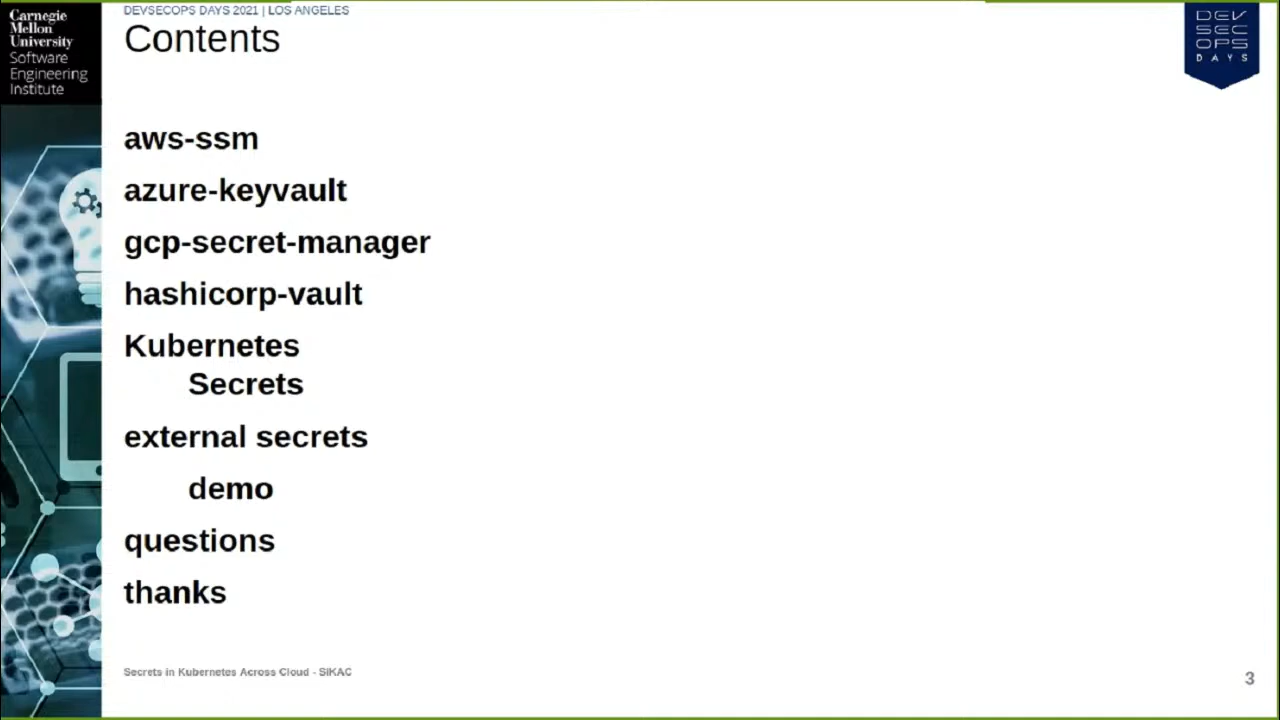 Carnegie
Mellon
University
Software
Engineering
Institute
DEVSECOPS DAYS 2021 | LOS ANGELES
Contents
DEV
SEC
OPS
DAYS
aws-ssm
azure-keyvault
gcp-secret-manager
hashicorp-vault
Kubernetes
Secrets
external secrets
demo
questions
thanks
Secrets in Kubernetes Across Cloud - SIKAC
3